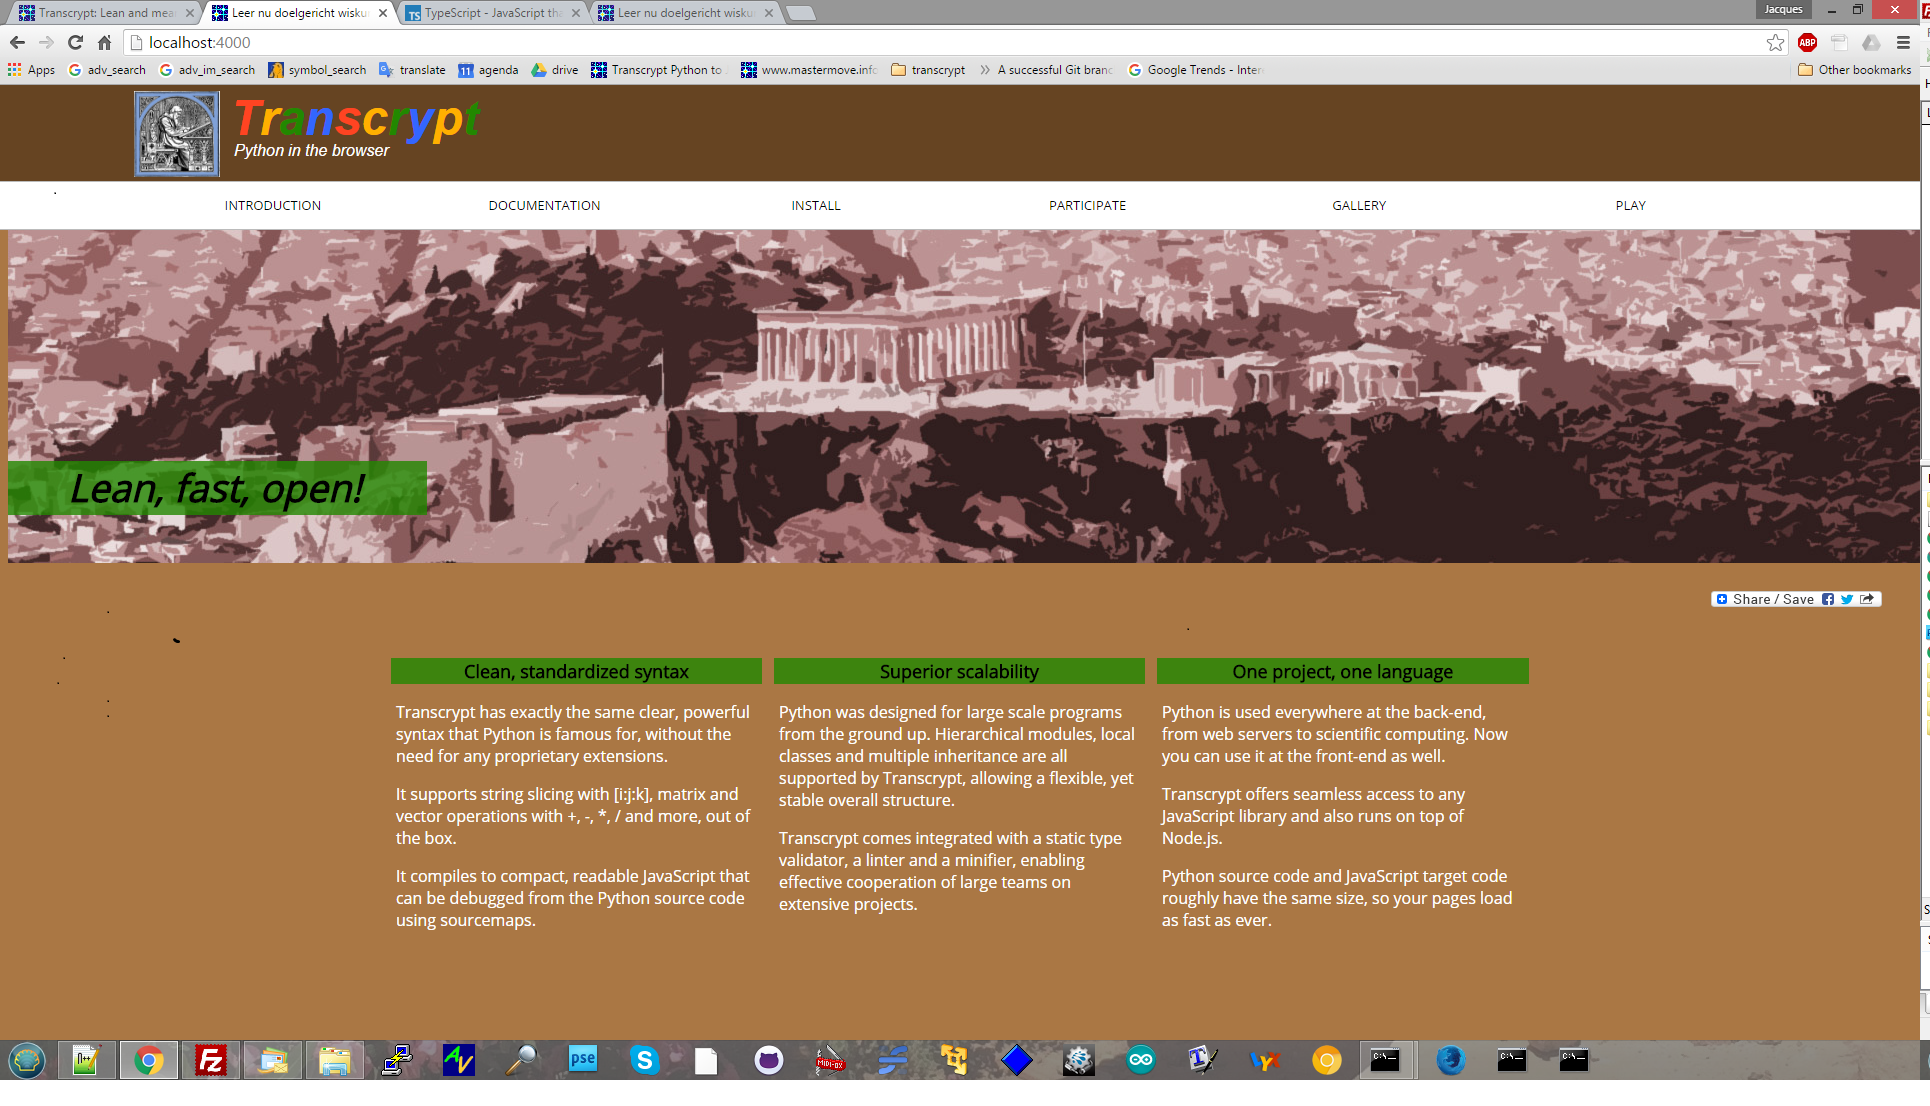 Transcrypt: Lean and mea
Leer nu doelgericht wisku
TypeScript - JavaScript tha
Leer nu doelgericht wisku
Jacques
localhost:4000
ABP
Apps
adv_search
adv_im_search
symbol_search
translate
11
agenda
drive
Transcrypt Python to
www.mastermove.info
transcrypt
A successful Git branc
Google Trends - Inter
Other bookmarks
Transcrypt
Python in the browser
INTRODUCTION
DOCUMENTATION
INSTALL
PARTICIPATE
GALLERY
PLAY
Lean, fast, open!
Share / Save
Clean, standardized syntax
Transcrypt has exactly the same clear, powerful
syntax that Python is famous for, without the
need for any proprietary extensions.
It supports string slicing with [i:j:k], matrix and
vector operations with +, -, *, / and more, out of
the box.
It compiles to compact, readable JavaScript that
can be debugged from the Python source code
using sourcemaps.
Superior scalability
Python was designed for large scale programs
from the ground up. Hierarchical modules, local
classes and multiple inheritance are all
supported by Transcrypt, allowing a flexible, yet
stable overall structure.
Transcrypt comes integrated with a static type
validator, a linter and a minifier, enabling
effective cooperation of large teams on
extensive projects.
One project, one language
Python is used everywhere at the back-end,
from web servers to scientific computing. Now
you can use it at the front-end as well.
Transcrypt offers seamless access to any
JavaScript library and also runs on top of
Node.js.
Python source code and JavaScript target code
roughly have the same size, so your pages load
as fast as ever.
Fz
AV
pse
S
MIDI-OX
LyX
C:\
C:\
C:\